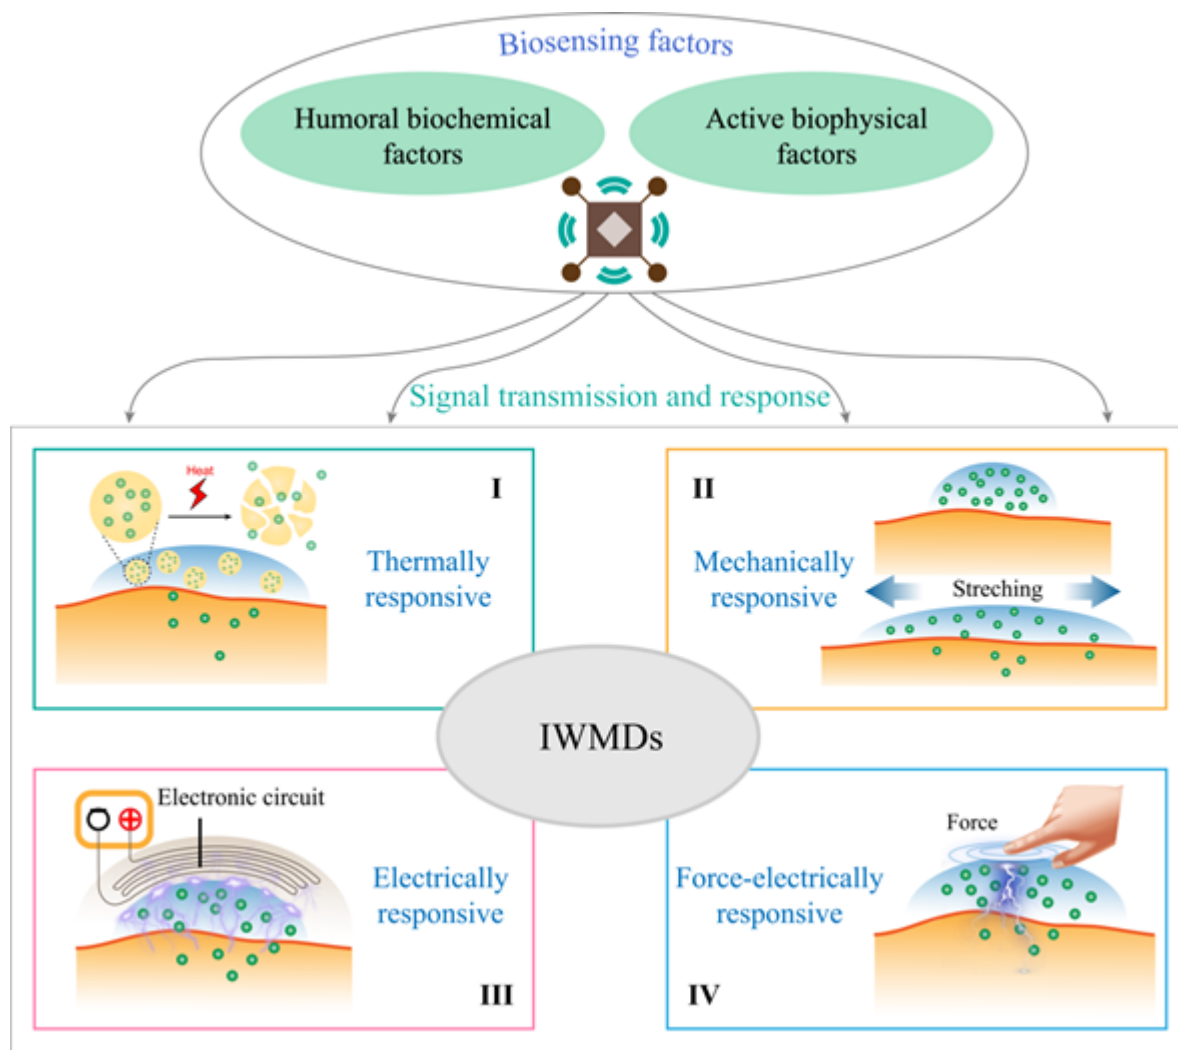 Biosensing factors
Humoral biochemical
factors
Active biophysical
factors
Signal transmission and response
Heat
I
Thermally
responsive
II
Mechanically
responsive
Streching
IWMDs
Electronic circuit
Electrically
responsive
III
Force
Force-electrically
responsive
IV